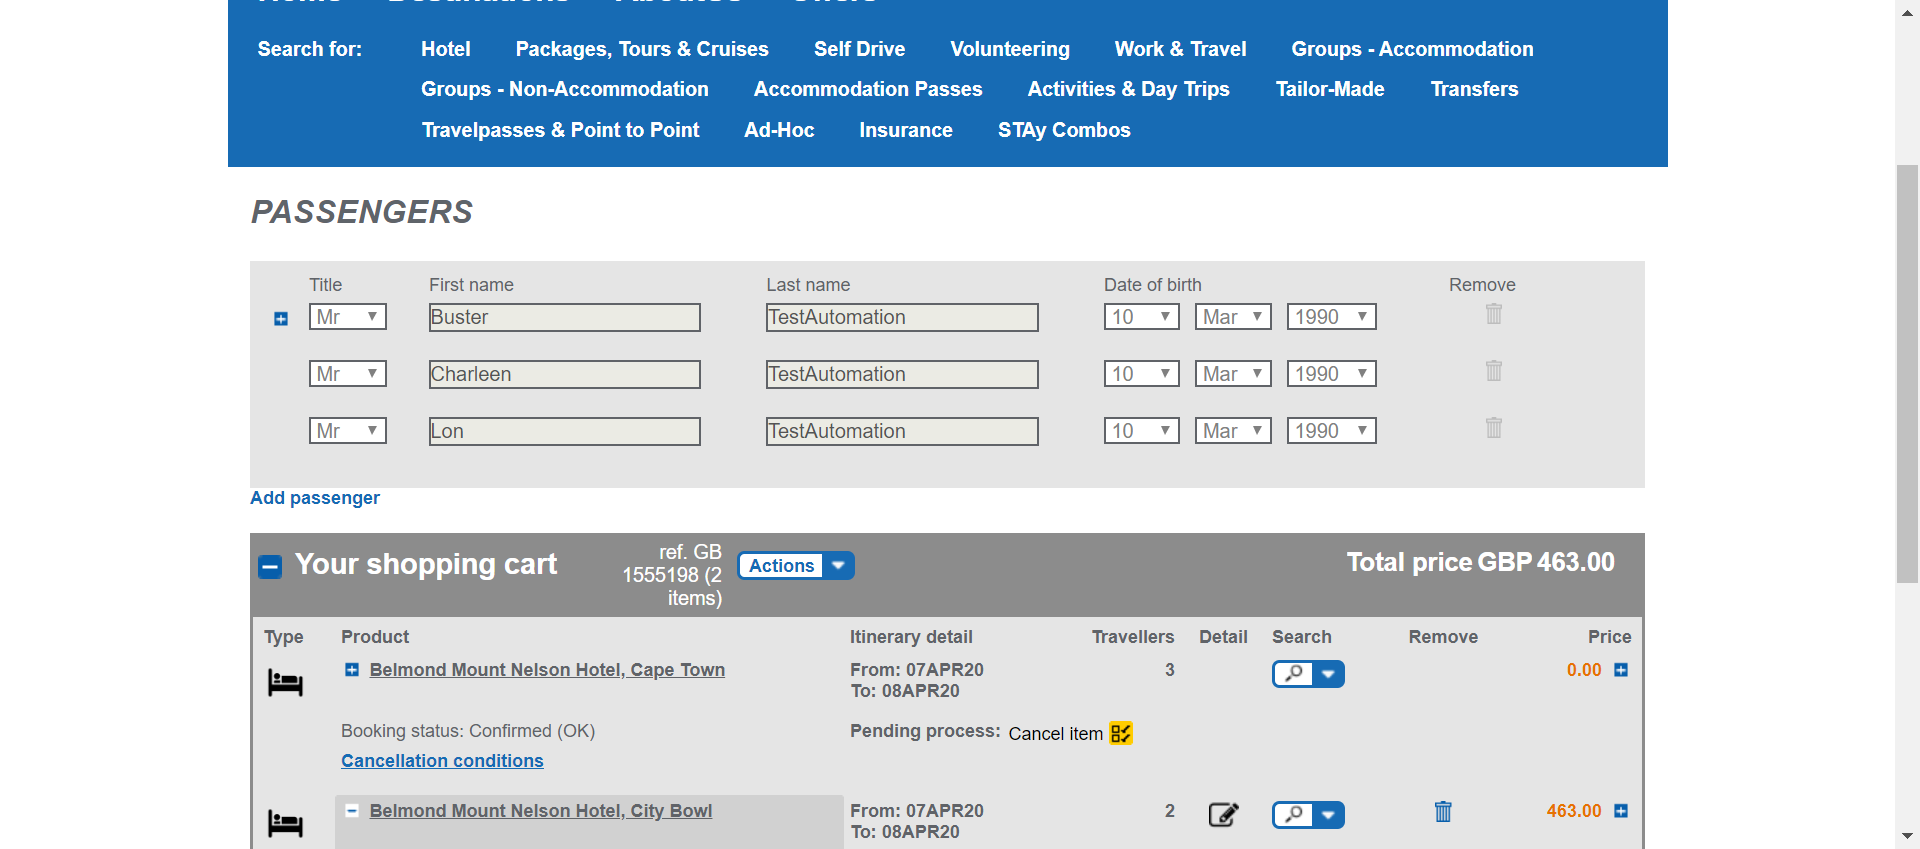 Home Destinations About Us Offers
Search for: Hotel Packages, Tours & Cruises Self Drive Volunteering Work & Travel Groups - Accommodation
Groups - Non-Accommodation Accommodation Passes Activities & Day Trips Tailor-Made Transfers
Travelpasses & Point to Point Ad-Hoc Insurance STAy Combos
PASSENGERS
Title First name Last name Date of birth Remove
Mr Buster TestAutomation 10 Mar 1990
Mr Charleen TestAutomation 10 Mar 1990
Mr Lon TestAutomation 10 Mar 1990
Add passenger
Your shopping cart ref. GB 
1555198 (2
items) Actions Total price GBP 463.00
Type Product Itinerary detail Travellers Detail Search Remove Price
Belmond Mount Nelson Hotel, Cape Town From: 07APR20 3 0.00
To: 08APR20
Booking status: Confirmed (OK) Pending process: Cancel item
Cancellation conditions
Belmond Mount Nelson Hotel, City Bowl From: 07APR20 2 463.00
To: 08APR20